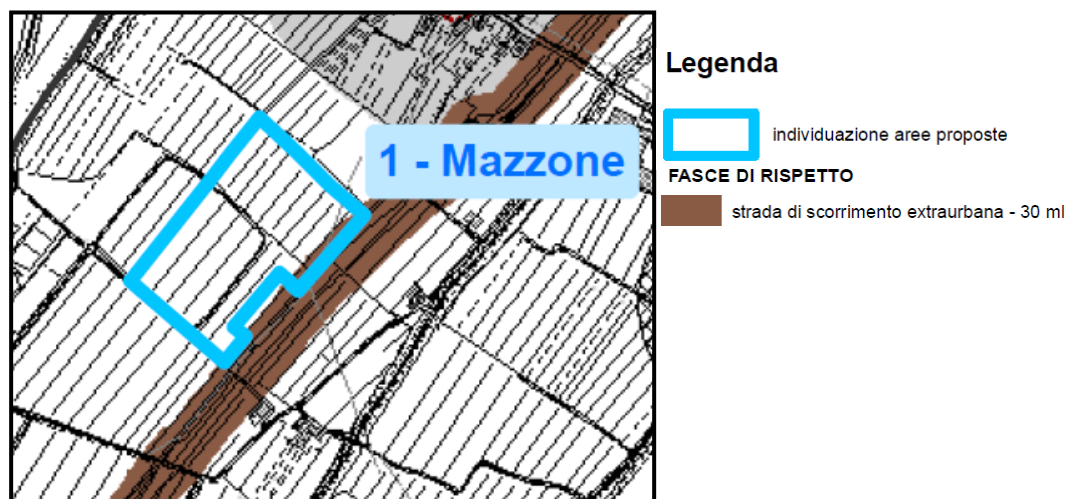 1 - Mazzone
Legenda
individuazione aree proposte
FASCE DI RISPETTO
strada di scorrimento extraurbana - 30 ml